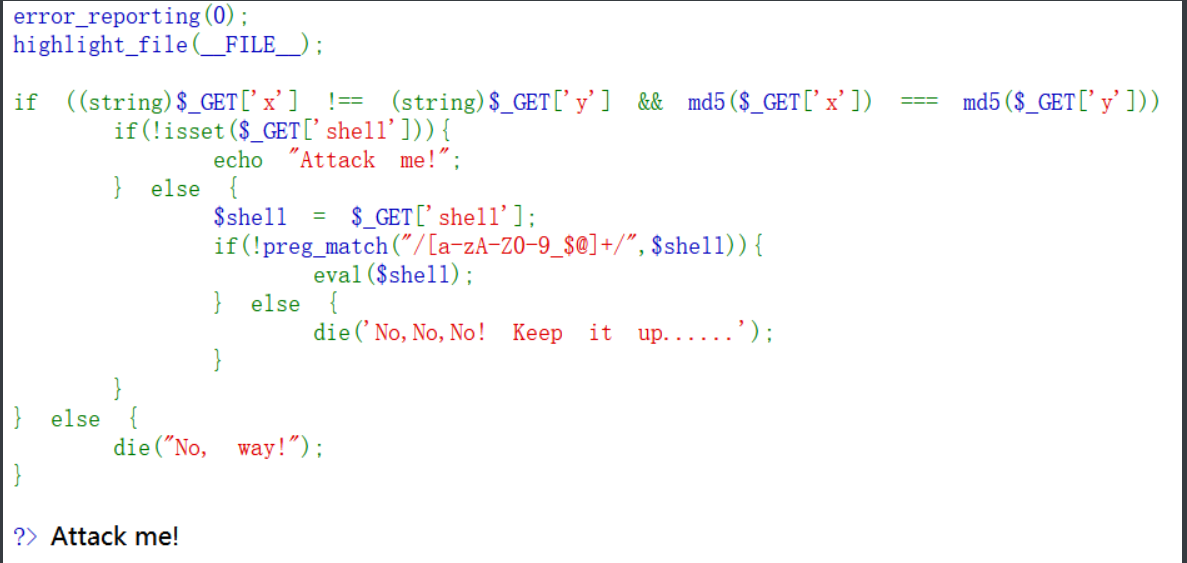 error_reporting(0);
highlight_file(__FILE__);
if ((string)$_GET['x'] !== (string)$_GET['y'] && md5($_GET['x']) === md5($_GET['y']))
if(!isset($_GET['shell'])){
echo "Attack me!";
} else {
$shell = $_GET['shell'];
if(!preg_match("/[a-zA-Z0-9_$@]+/",$shell)){
eval($shell);
} else {
die('No,No,No! Keep it up......');
}
}
} else {
die("No, way!");
}
?> Attack me!